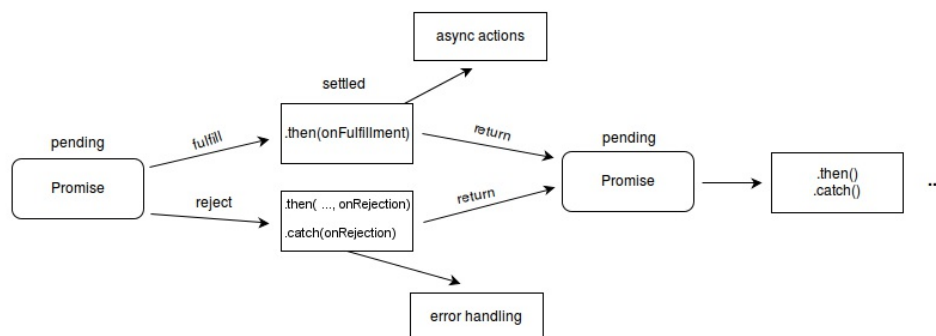 async actions
settled
pending
fulfill
.then(onFulfillment)
return
pending
Promise
Promise
.then()
.catch()
...
reject
.then( ..., onRejection)
.catch(onRejection)
return
error handling